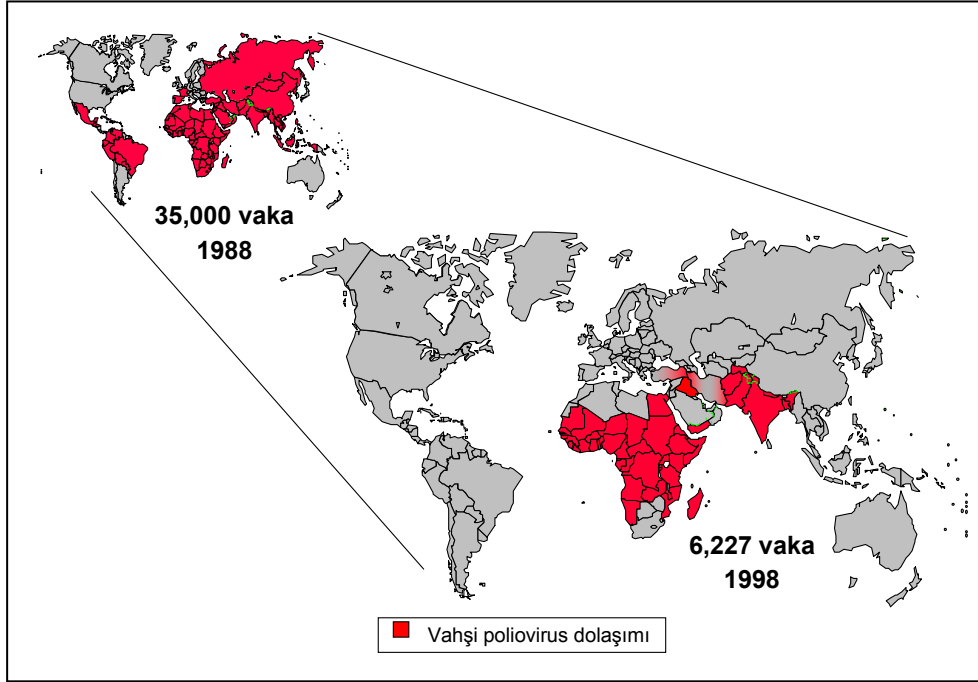 35,000 vaka
1988
6,227 vaka
1998
Vahşi poliovirus dolaşımı